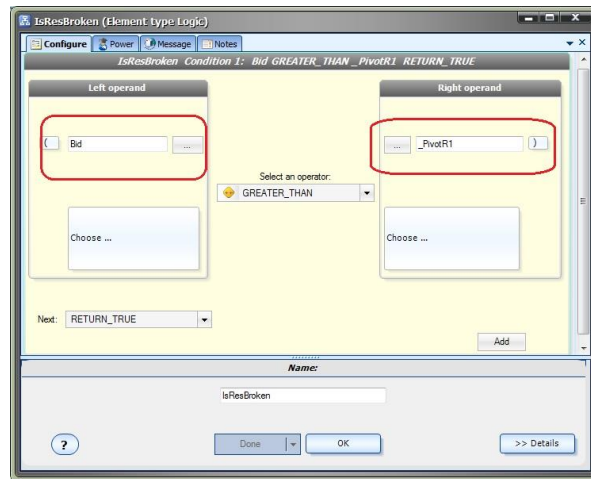 IsResBroken (Element type Logic)
Configure Power Message Notes
IsResBroken Condition 1: Bid GREATER_THAN _PivotR1 RETURN_TRUE
Left operand Right operand
( Bid ... ... _PivotR1 )
Select an operator:
GREATER_THAN
Choose ... Choose ...
Next: RETURN_TRUE
Add
Name:
IsResBroken
? Done OK >> Details